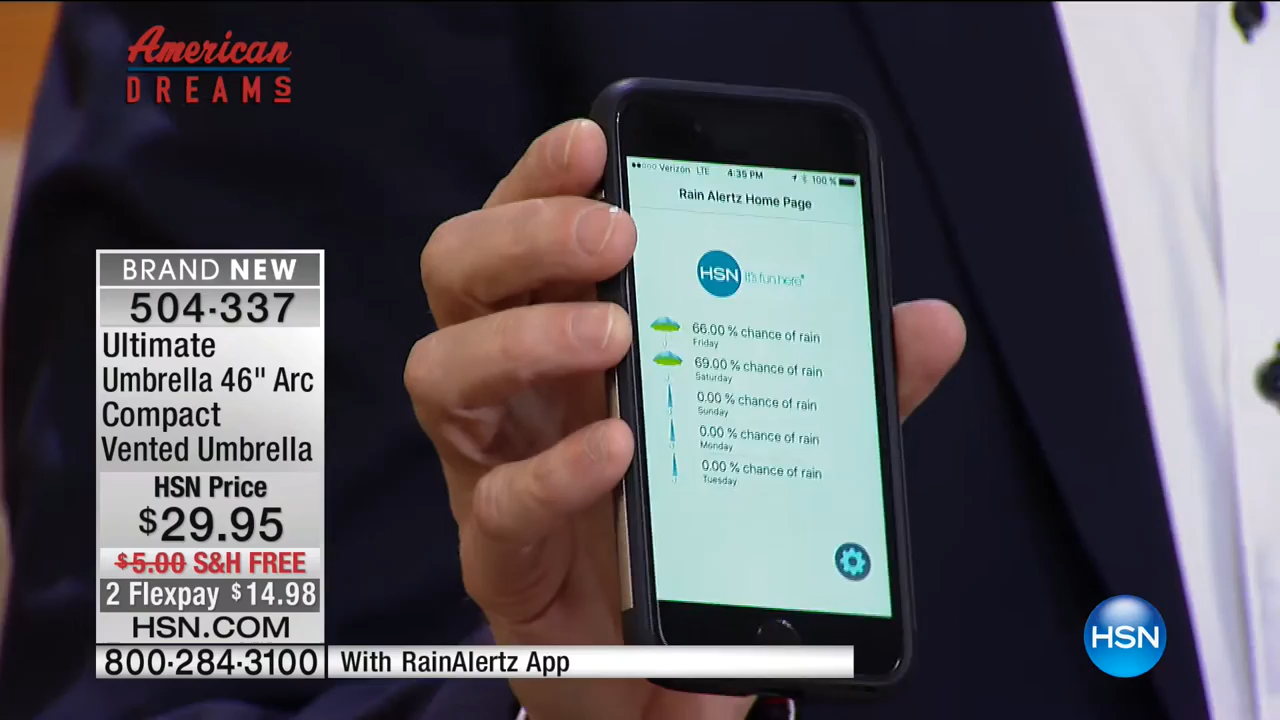 American
DREAMS
BRAND NEW
504·337
Ultimate
Umbrella 46" Arc
Compact
Vented Umbrella
HSN Price
$29.95
$5.00 S&H FREE
2 Flexpay $14.98
HSN.COM
800·284·3100
With RainAlertz App
Verizon LTE 4:35 PM 100 %
Rain Alertz Home Page
HSN it's fun here®
66.00 % chance of rain
Friday
69.00 % chance of rain
Saturday
0.00 % chance of rain
Sunday
0.00 % chance of rain
Monday
0.00 % chance of rain
Tuesday
HSN